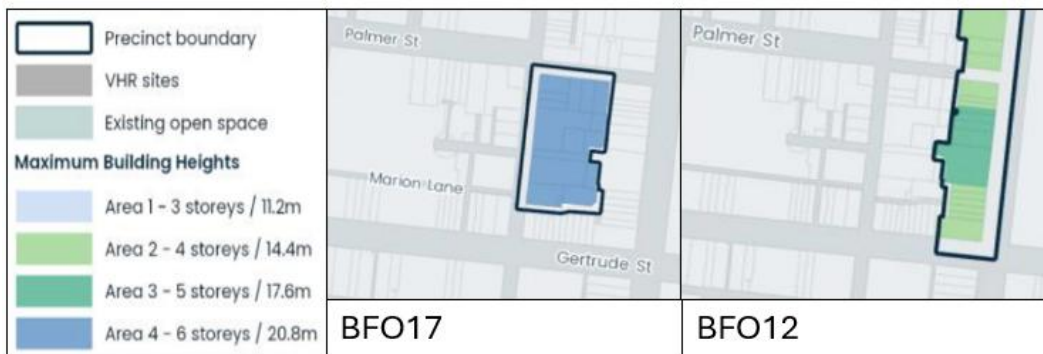 Precinct boundary
VHR sites
Existing open space
Maximum Building Heights
Area 1 - 3 storeys / 11.2m
Area 2 - 4 storeys / 14.4m
Area 3 - 5 storeys / 17.6m
Area 4 - 6 storeys / 20.8m
Palmer St
Marion Lane
Gertrude St
BFO17
Palmer St
BFO12